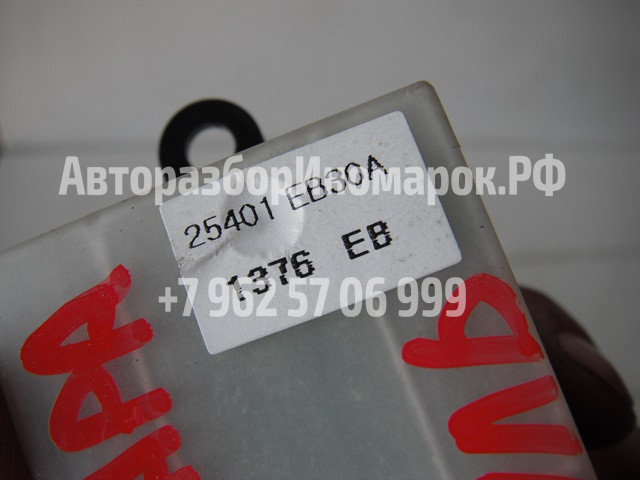 АвторазборИномарок.РФ
25401 EB30A
1376 EB
+7 962 57 06 999